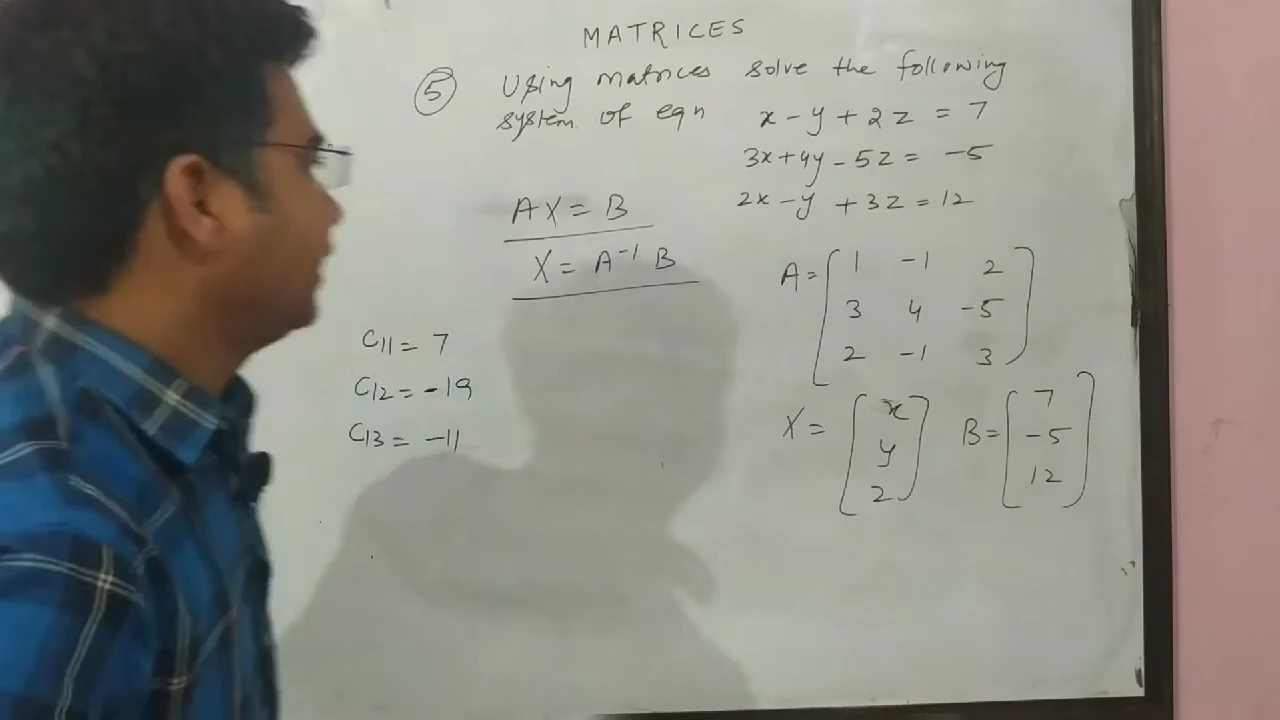 MATRICES
5 Using matrices solve the following
system of eqn x - y + 2z = 7
3x + 4y - 5z = -5
2x - y + 3z = 12
AX = B
X = A⁻¹ B
A = [ 1 -1 2
3 4 -5
2 -1 3 ]
C11 = 7
C12 = -19
C13 = -11
X = [ x
y
z ]
B = [ 7
-5
12 ]